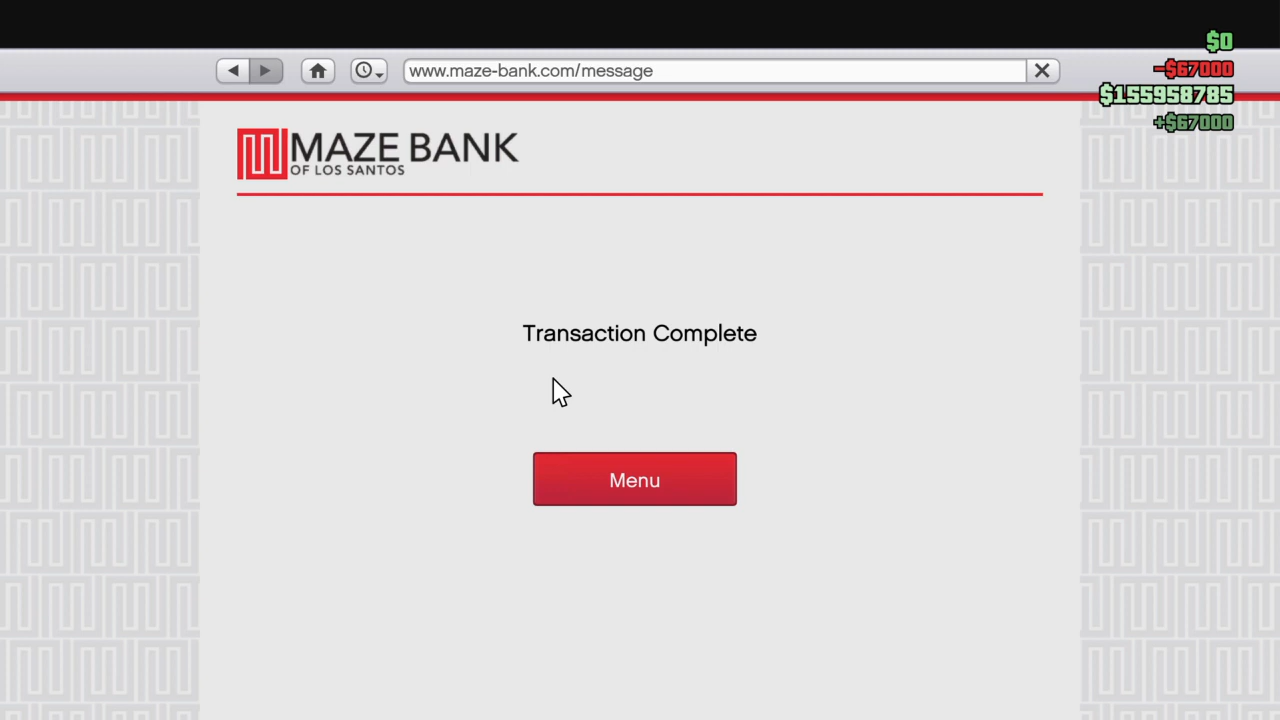 $0
-$67000
www.maze-bank.com/message
$155958785
+$67000
MAZE BANK
OF LOS SANTOS
Transaction Complete
Menu